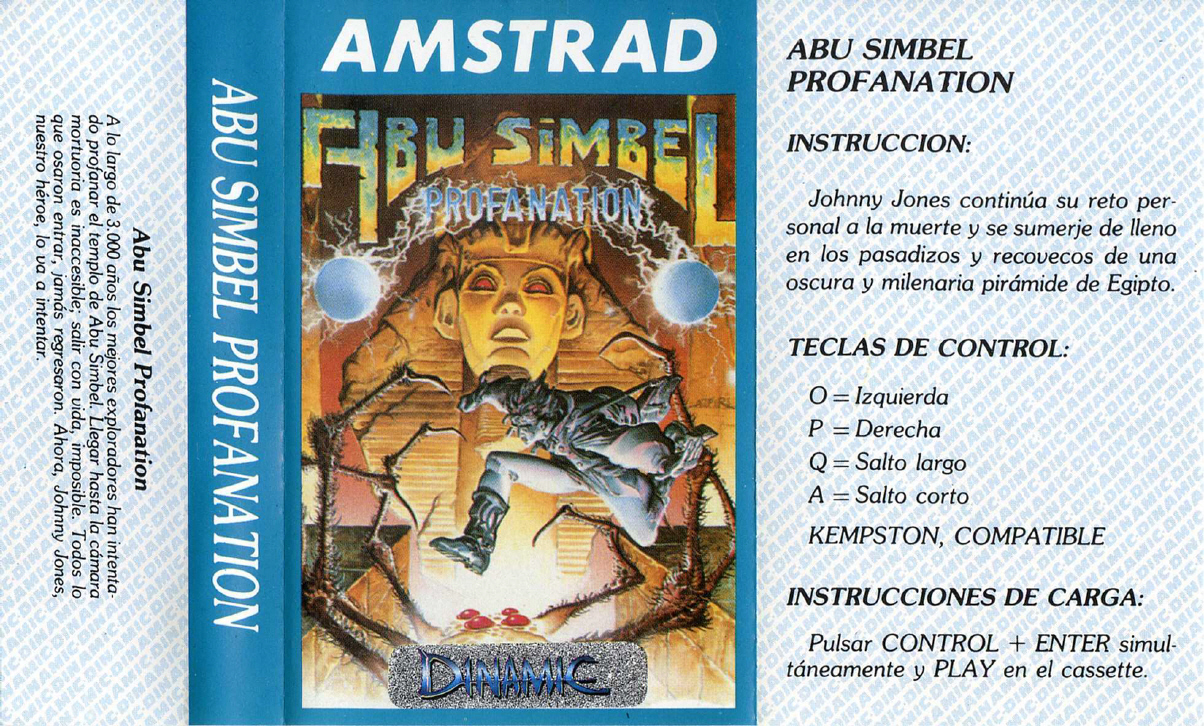 Abu Simbel Profanation
A lo largo de 3.000 años los mejores exploradores han intenta-
do profanar el templo de Abu Simbel. Llegar hasta la cámara
mortuoria es inaccesible; salir con vida, imposible. Todos lo
que osaron entrar, jamás regresaron. Ahora, Johnny Jones,
nuestro héroe, lo va a intentar.
ABU SIMBEL PROFANATION
AMSTRAD
ABU SiMBEL
PROFANATION
DINAMIC
ABU SIMBEL
PROFANATION
INSTRUCCION:
Johnny Jones continúa su reto per-
sonal a la muerte y se sumerje de lleno
en los pasadizos y recovecos de una
oscura y milenaria pirámide de Egipto.
TECLAS DE CONTROL:
O = Izquierda
P = Derecha
Q = Salto largo
A = Salto corto
KEMPSTON, COMPATIBLE
INSTRUCCIONES DE CARGA:
Pulsar CONTROL + ENTER simul-
táneamente y PLAY en el cassette.